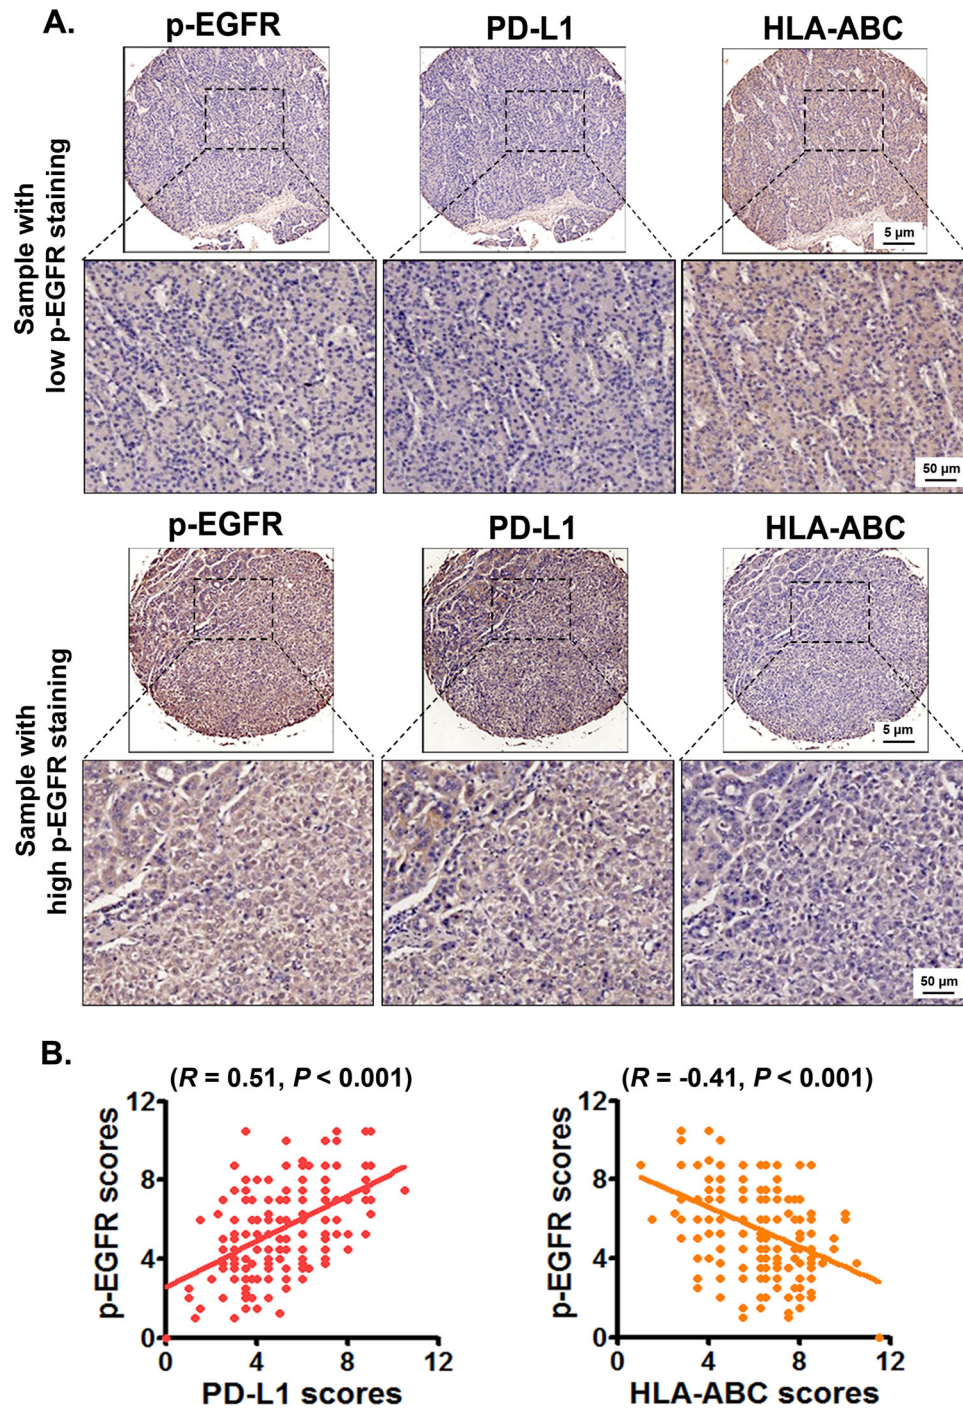 A.
p-EGFR PD-L1 HLA-ABC
Sample with
low p-EGFR staining
5 µm
50 µm
p-EGFR PD-L1 HLA-ABC
Sample with
high p-EGFR staining
5 µm
50 µm
B.
(R = 0.51, P < 0.001)
p-EGFR scores
12
8
4
0
0 4 8 12
PD-L1 scores
(R = -0.41, P < 0.001)
p-EGFR scores
12
8
4
0
0 4 8 12
HLA-ABC scores